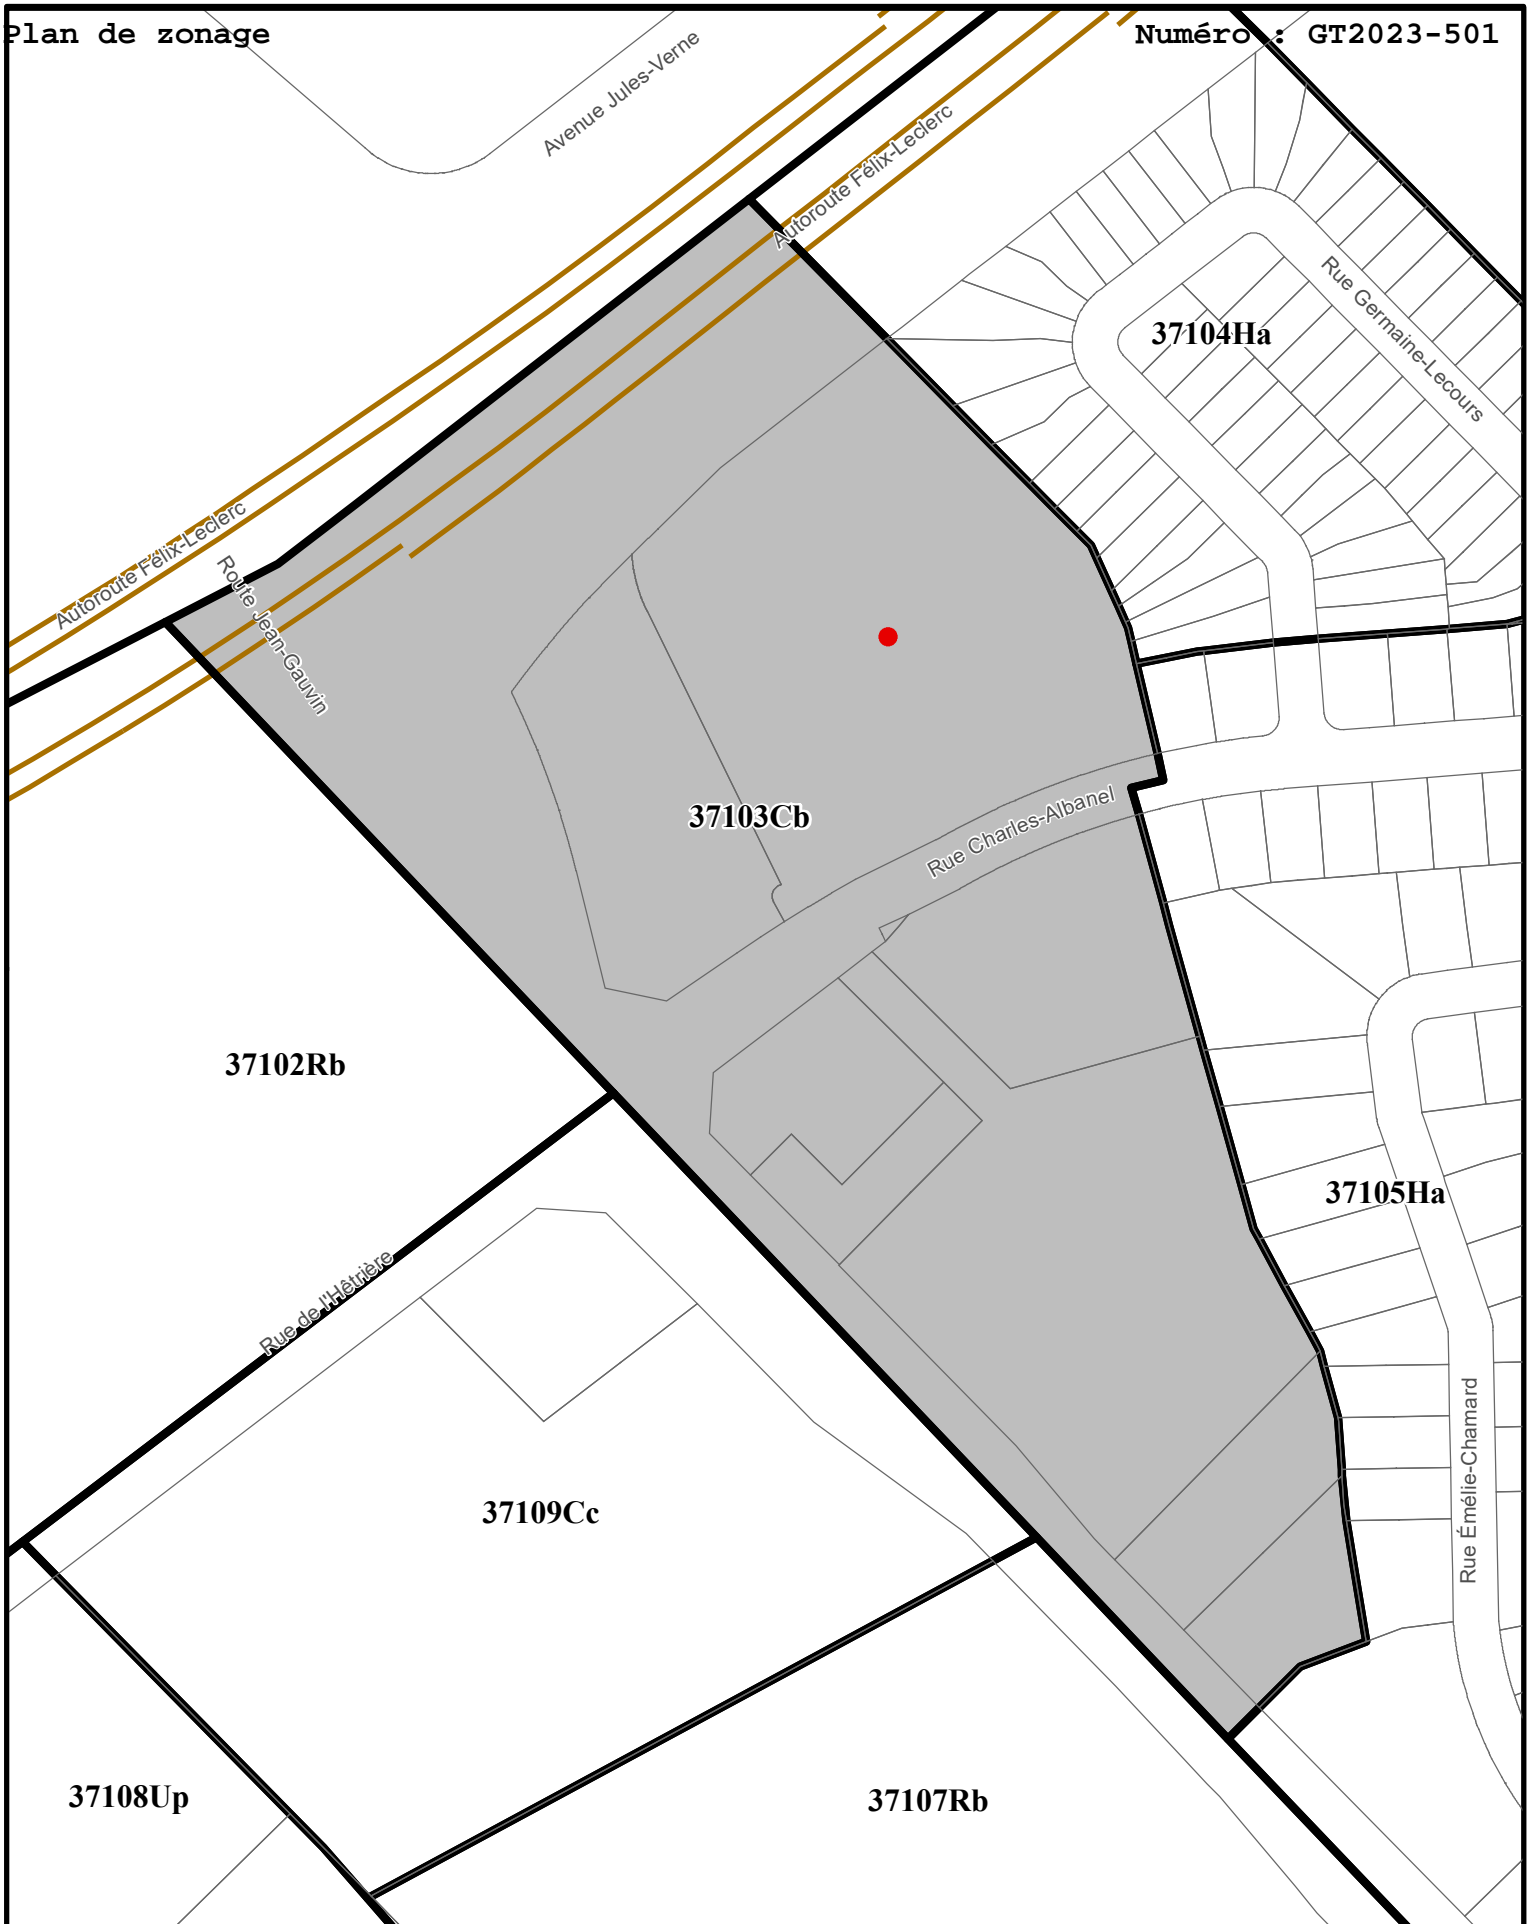 Plan de zonage
Numéro : GT2023-501
Avenue Jules-Verne
Autoroute Félix-Leclerc
Rue Germaine-Lecours
37104Ha
Autoroute Félix-Leclerc
Route Jean-Gauvin
37103Cb
Rue Charles-Albanel
37102Rb
37105Ha
Rue de l'Hêtrière
Rue Émélie-Chamard
37109Cc
37108Up
37107Rb